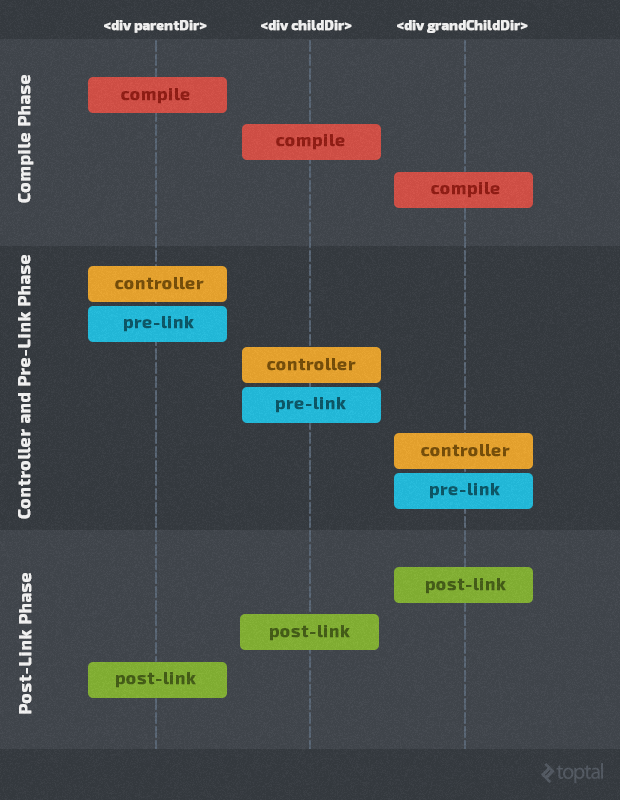 <div parentDir>
<div childDir>
<div grandChildDir>
Compile Phase
compile
compile
compile
Controller and Pre-Link Phase
controller
pre-link
controller
pre-link
controller
pre-link
Post-Link Phase
post-link
post-link
post-link
toptal